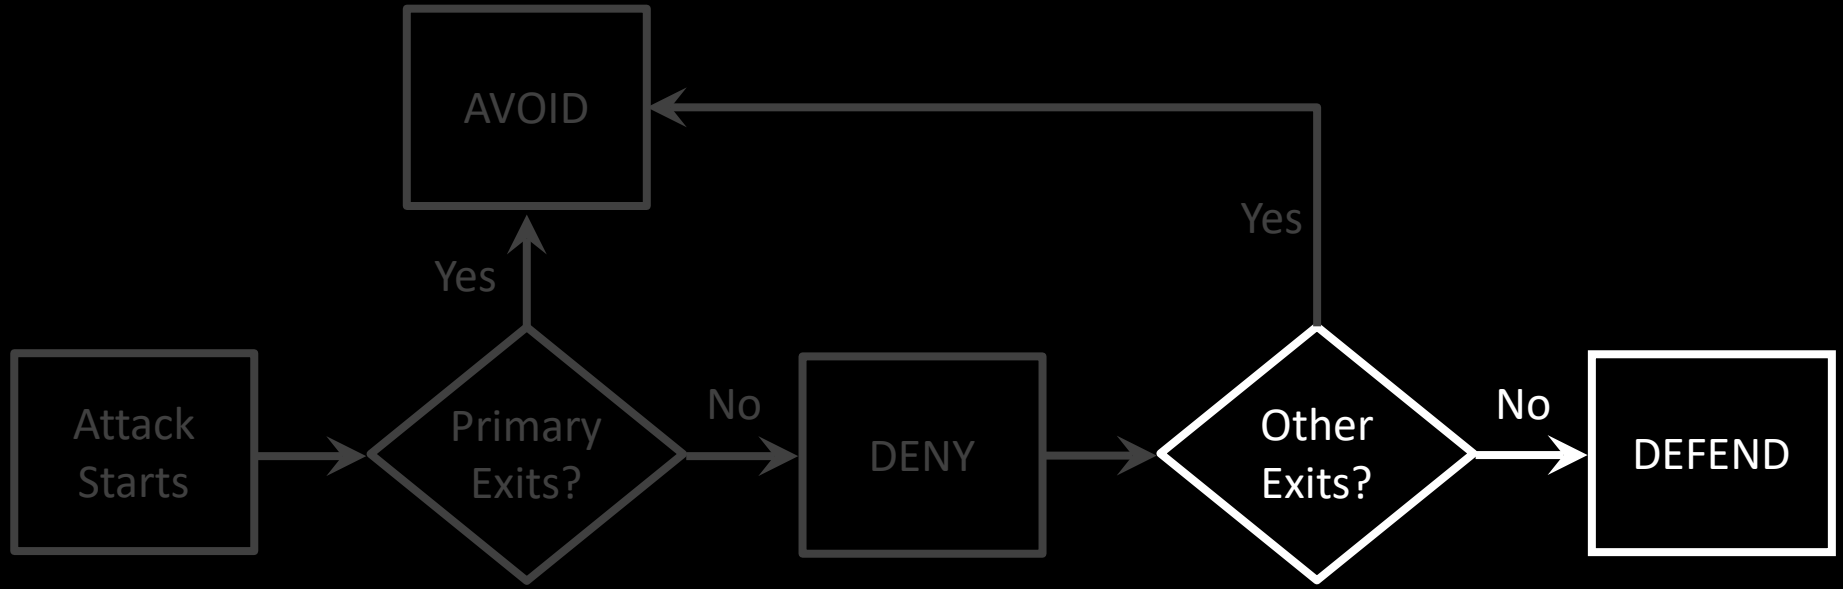 AVOID
Yes
Yes
Attack
Starts
Primary
Exits?
No
DENY
Other
Exits?
No
DEFEND